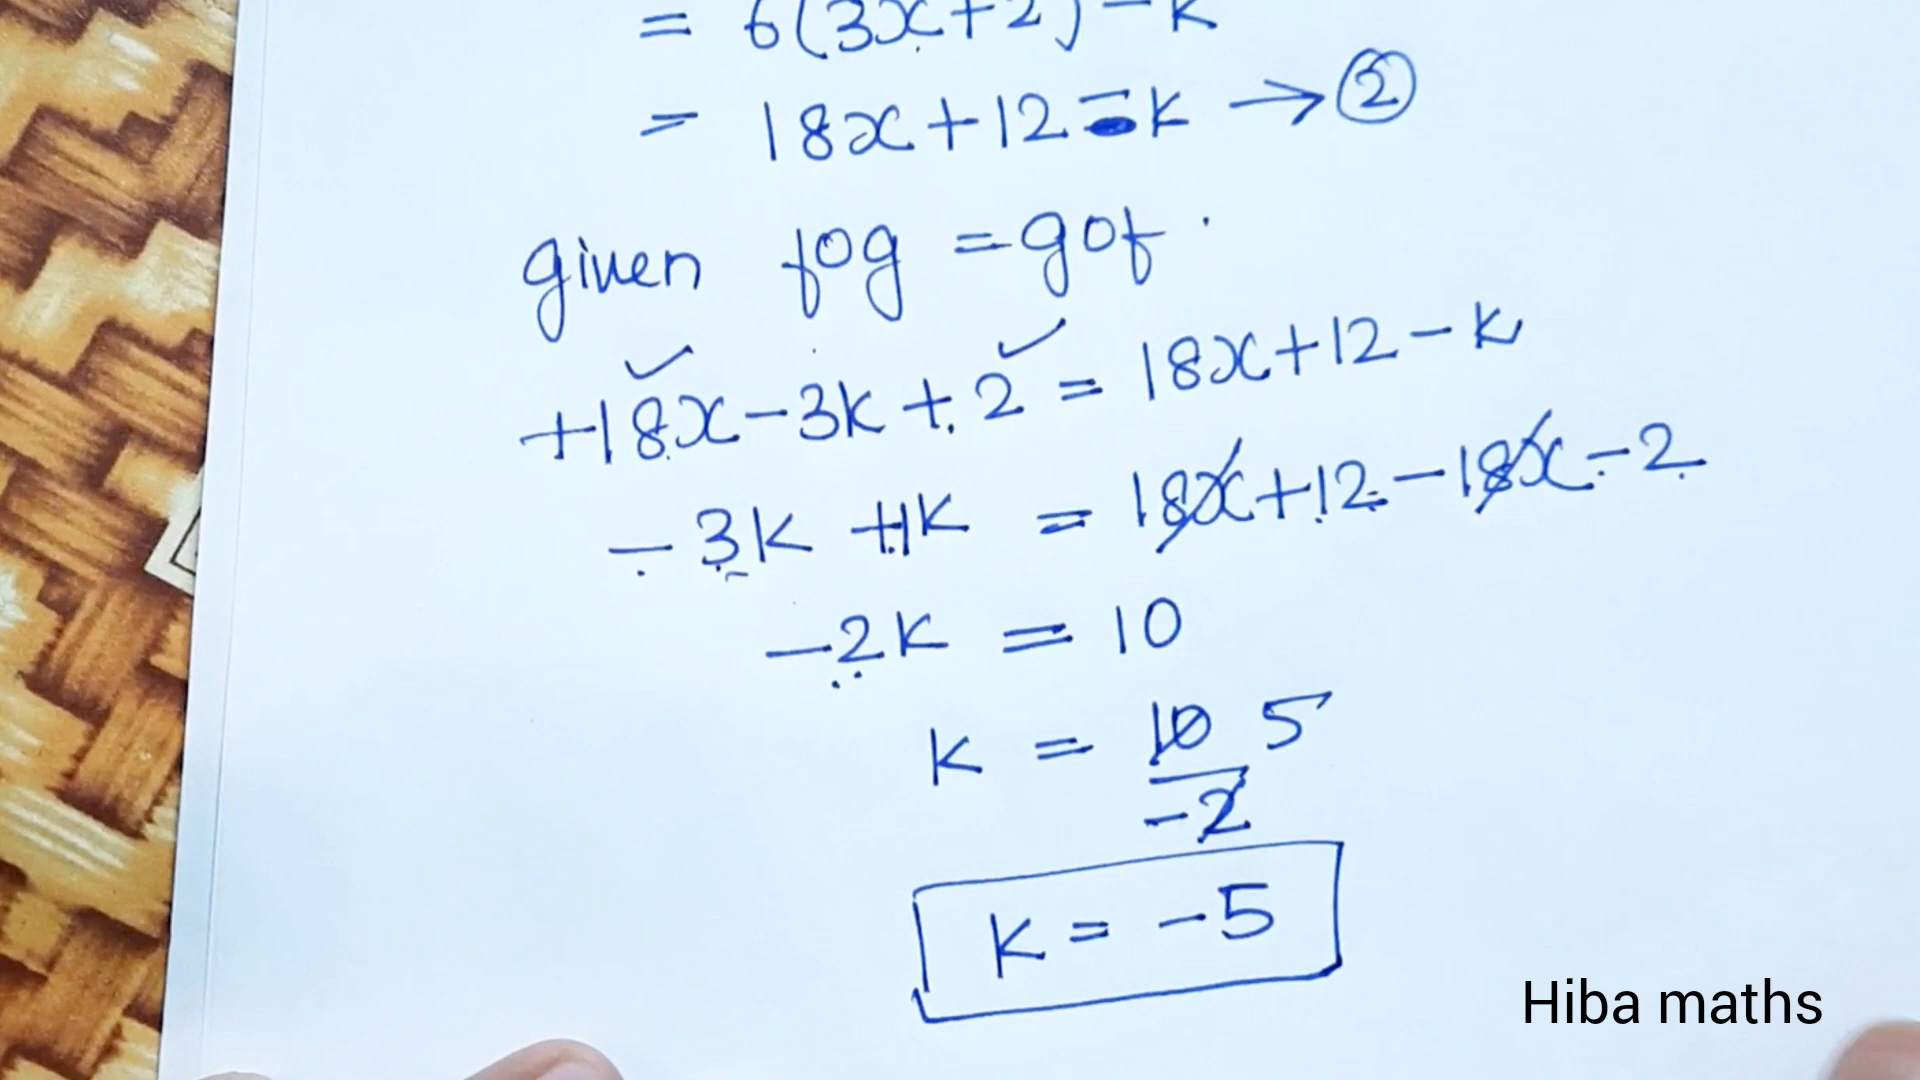 = 6(3x+2)-k
= 18x+12-k → ②
given fog = gof.
+18x-3k+2 = 18x+12-k
-3k+1k = 18x+12-18x-2
-2k = 10
k = 10/-2 5
k = -5
Hiba maths